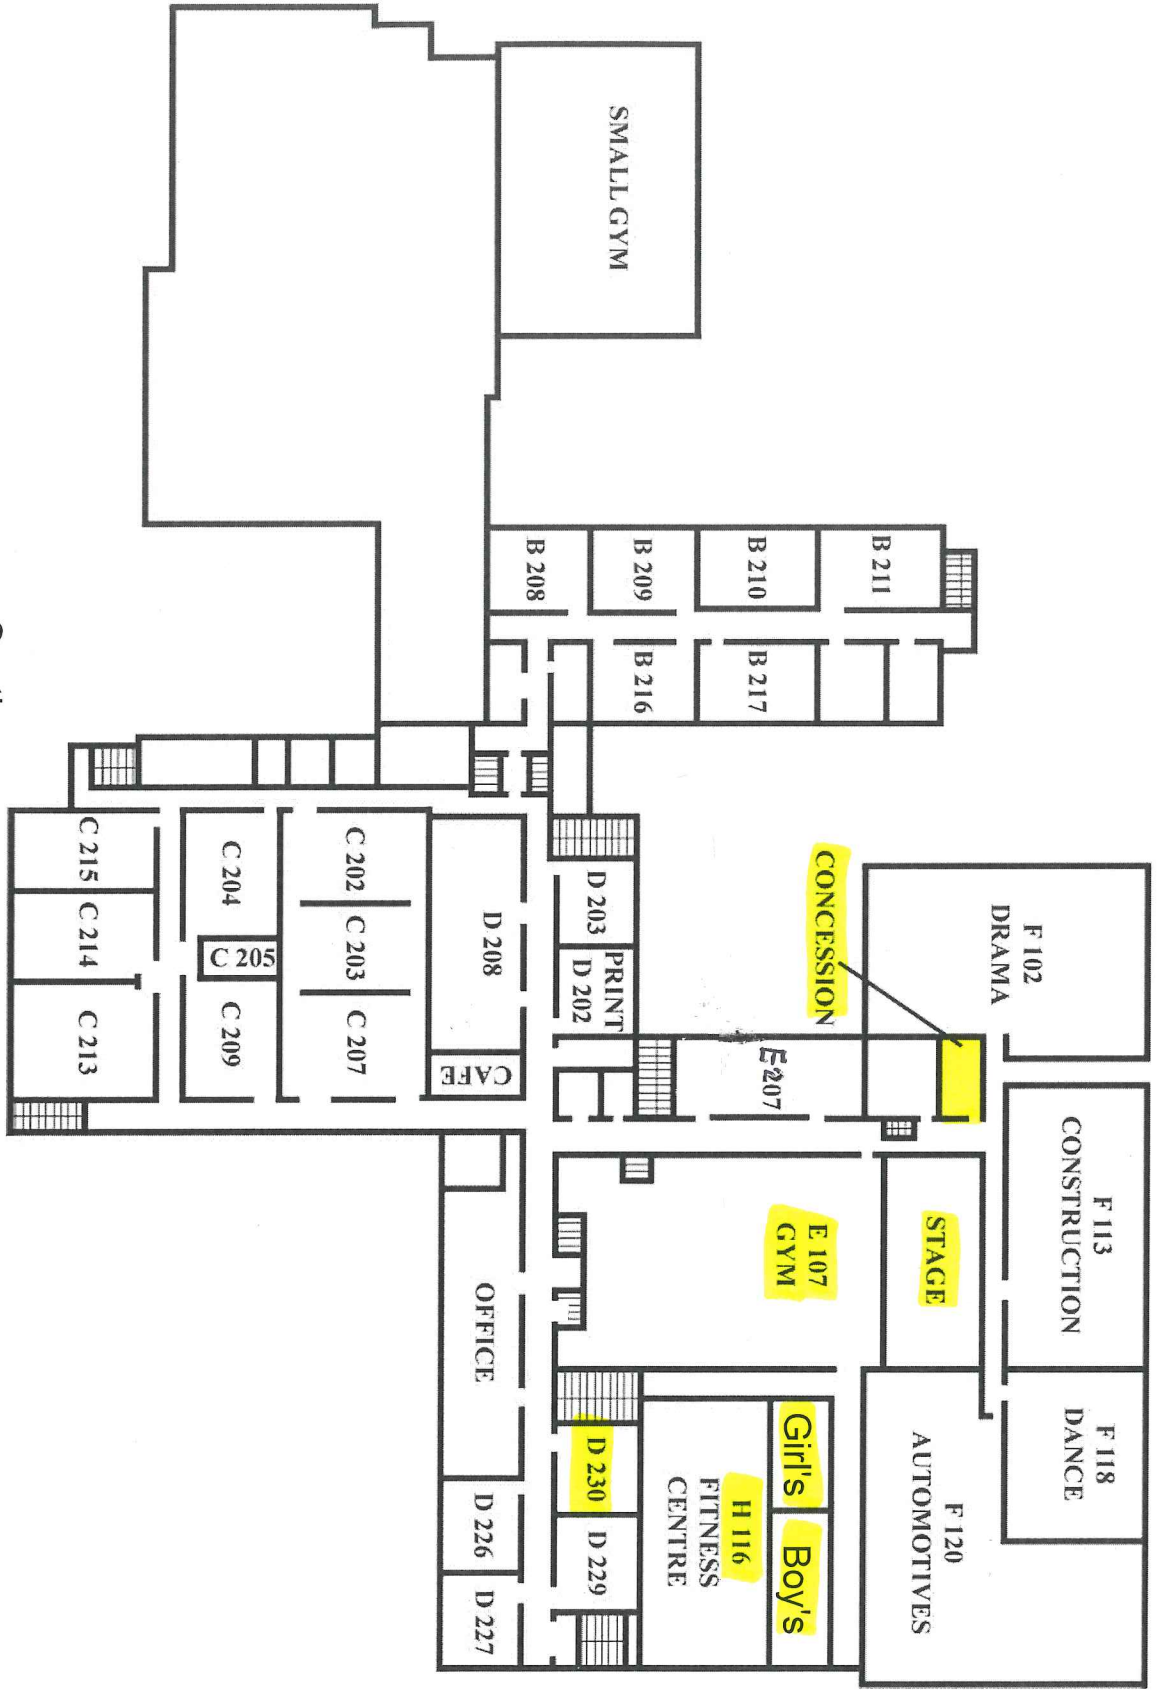 F 102
DRAMA
F 113
CONSTRUCTION
F 118
DANCE
F 120
AUTOMOTIVES
CONCESSION
STAGE
SMALL GYM
B 211
B 210
B 209
B 208
B 217
B 216
E 207
E 107
GYM
Girl's
Boy's
H 116
FITNESS
CENTRE
D 203
PRINT
D 202
D 230
D 229
D 208
CAFE
OFFICE
D 226
D 227
C 202
C 203
C 207
C 204
C 205
C 209
C 215
C 214
C 213